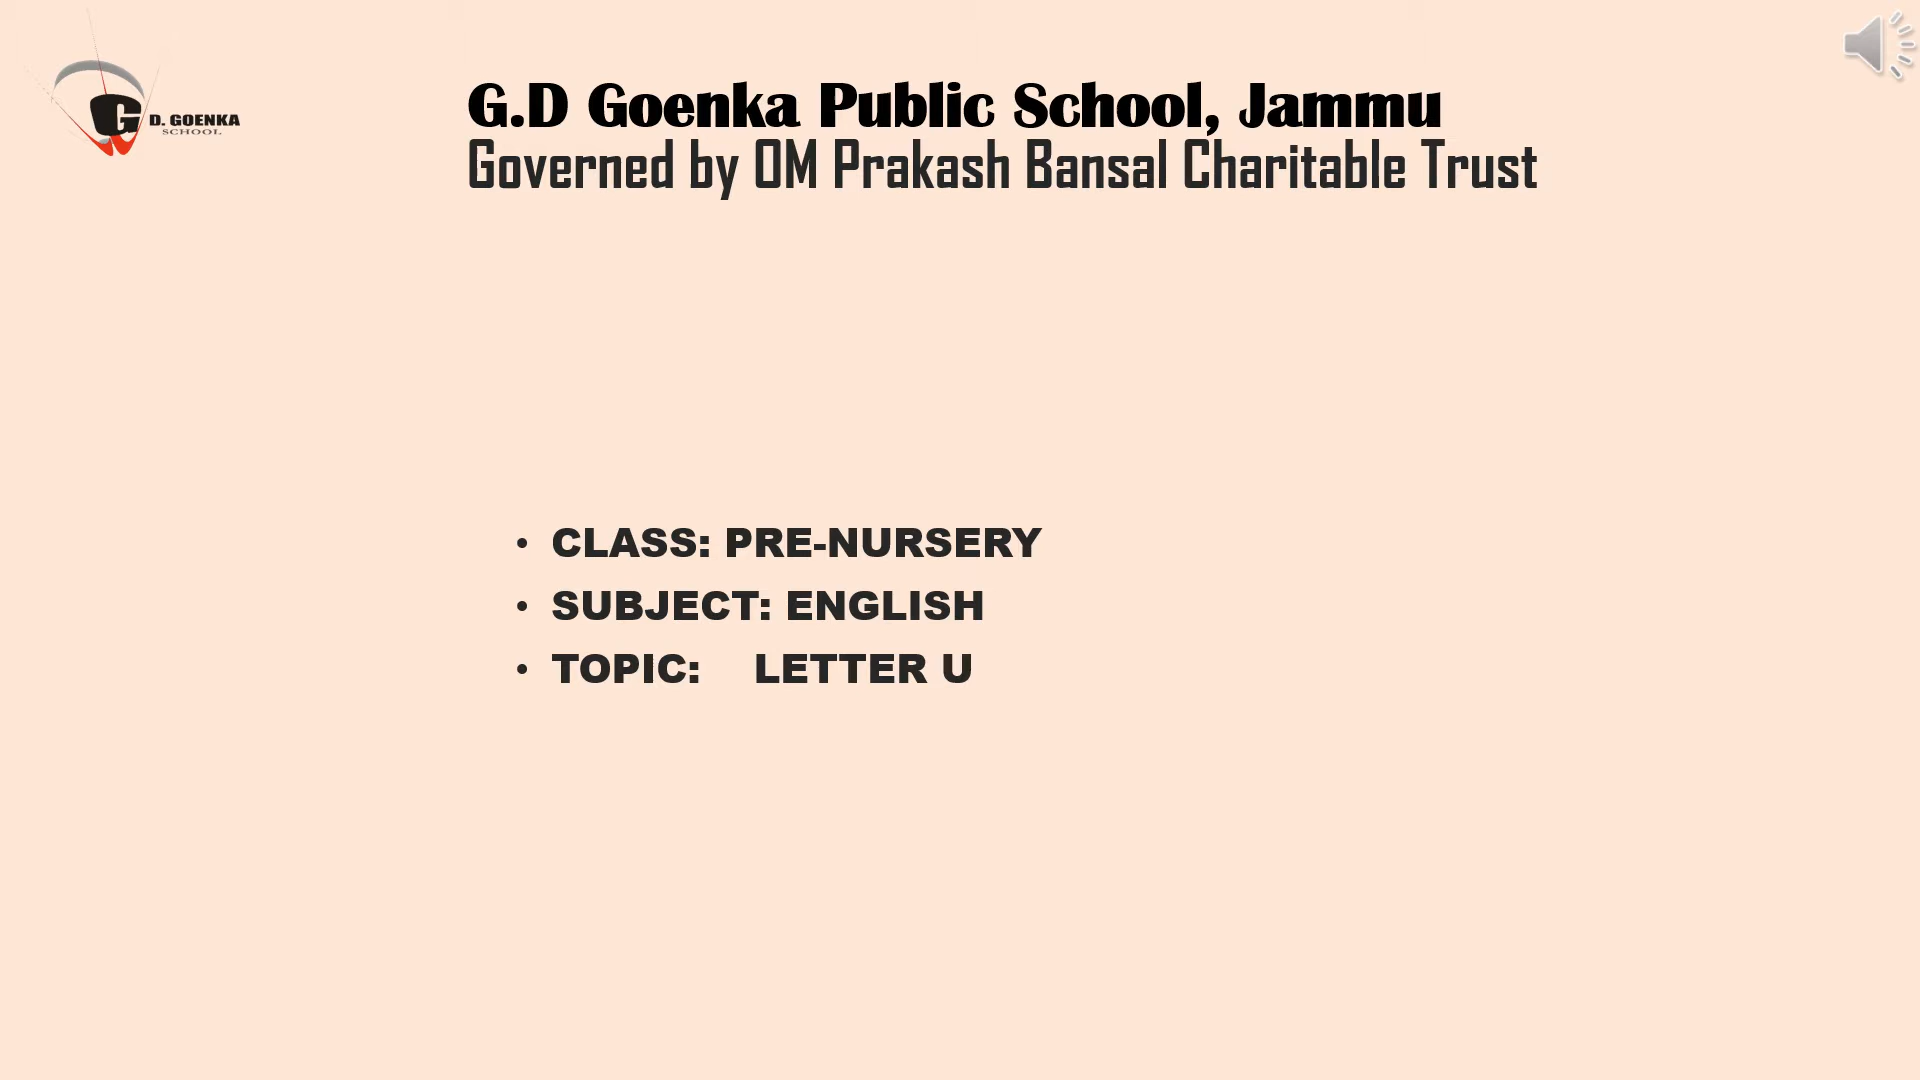 G D. GOENKA
SCHOOL
G.D Goenka Public School, Jammu
Governed by OM Prakash Bansal Charitable Trust
• CLASS: PRE-NURSERY
• SUBJECT: ENGLISH
• TOPIC: LETTER U